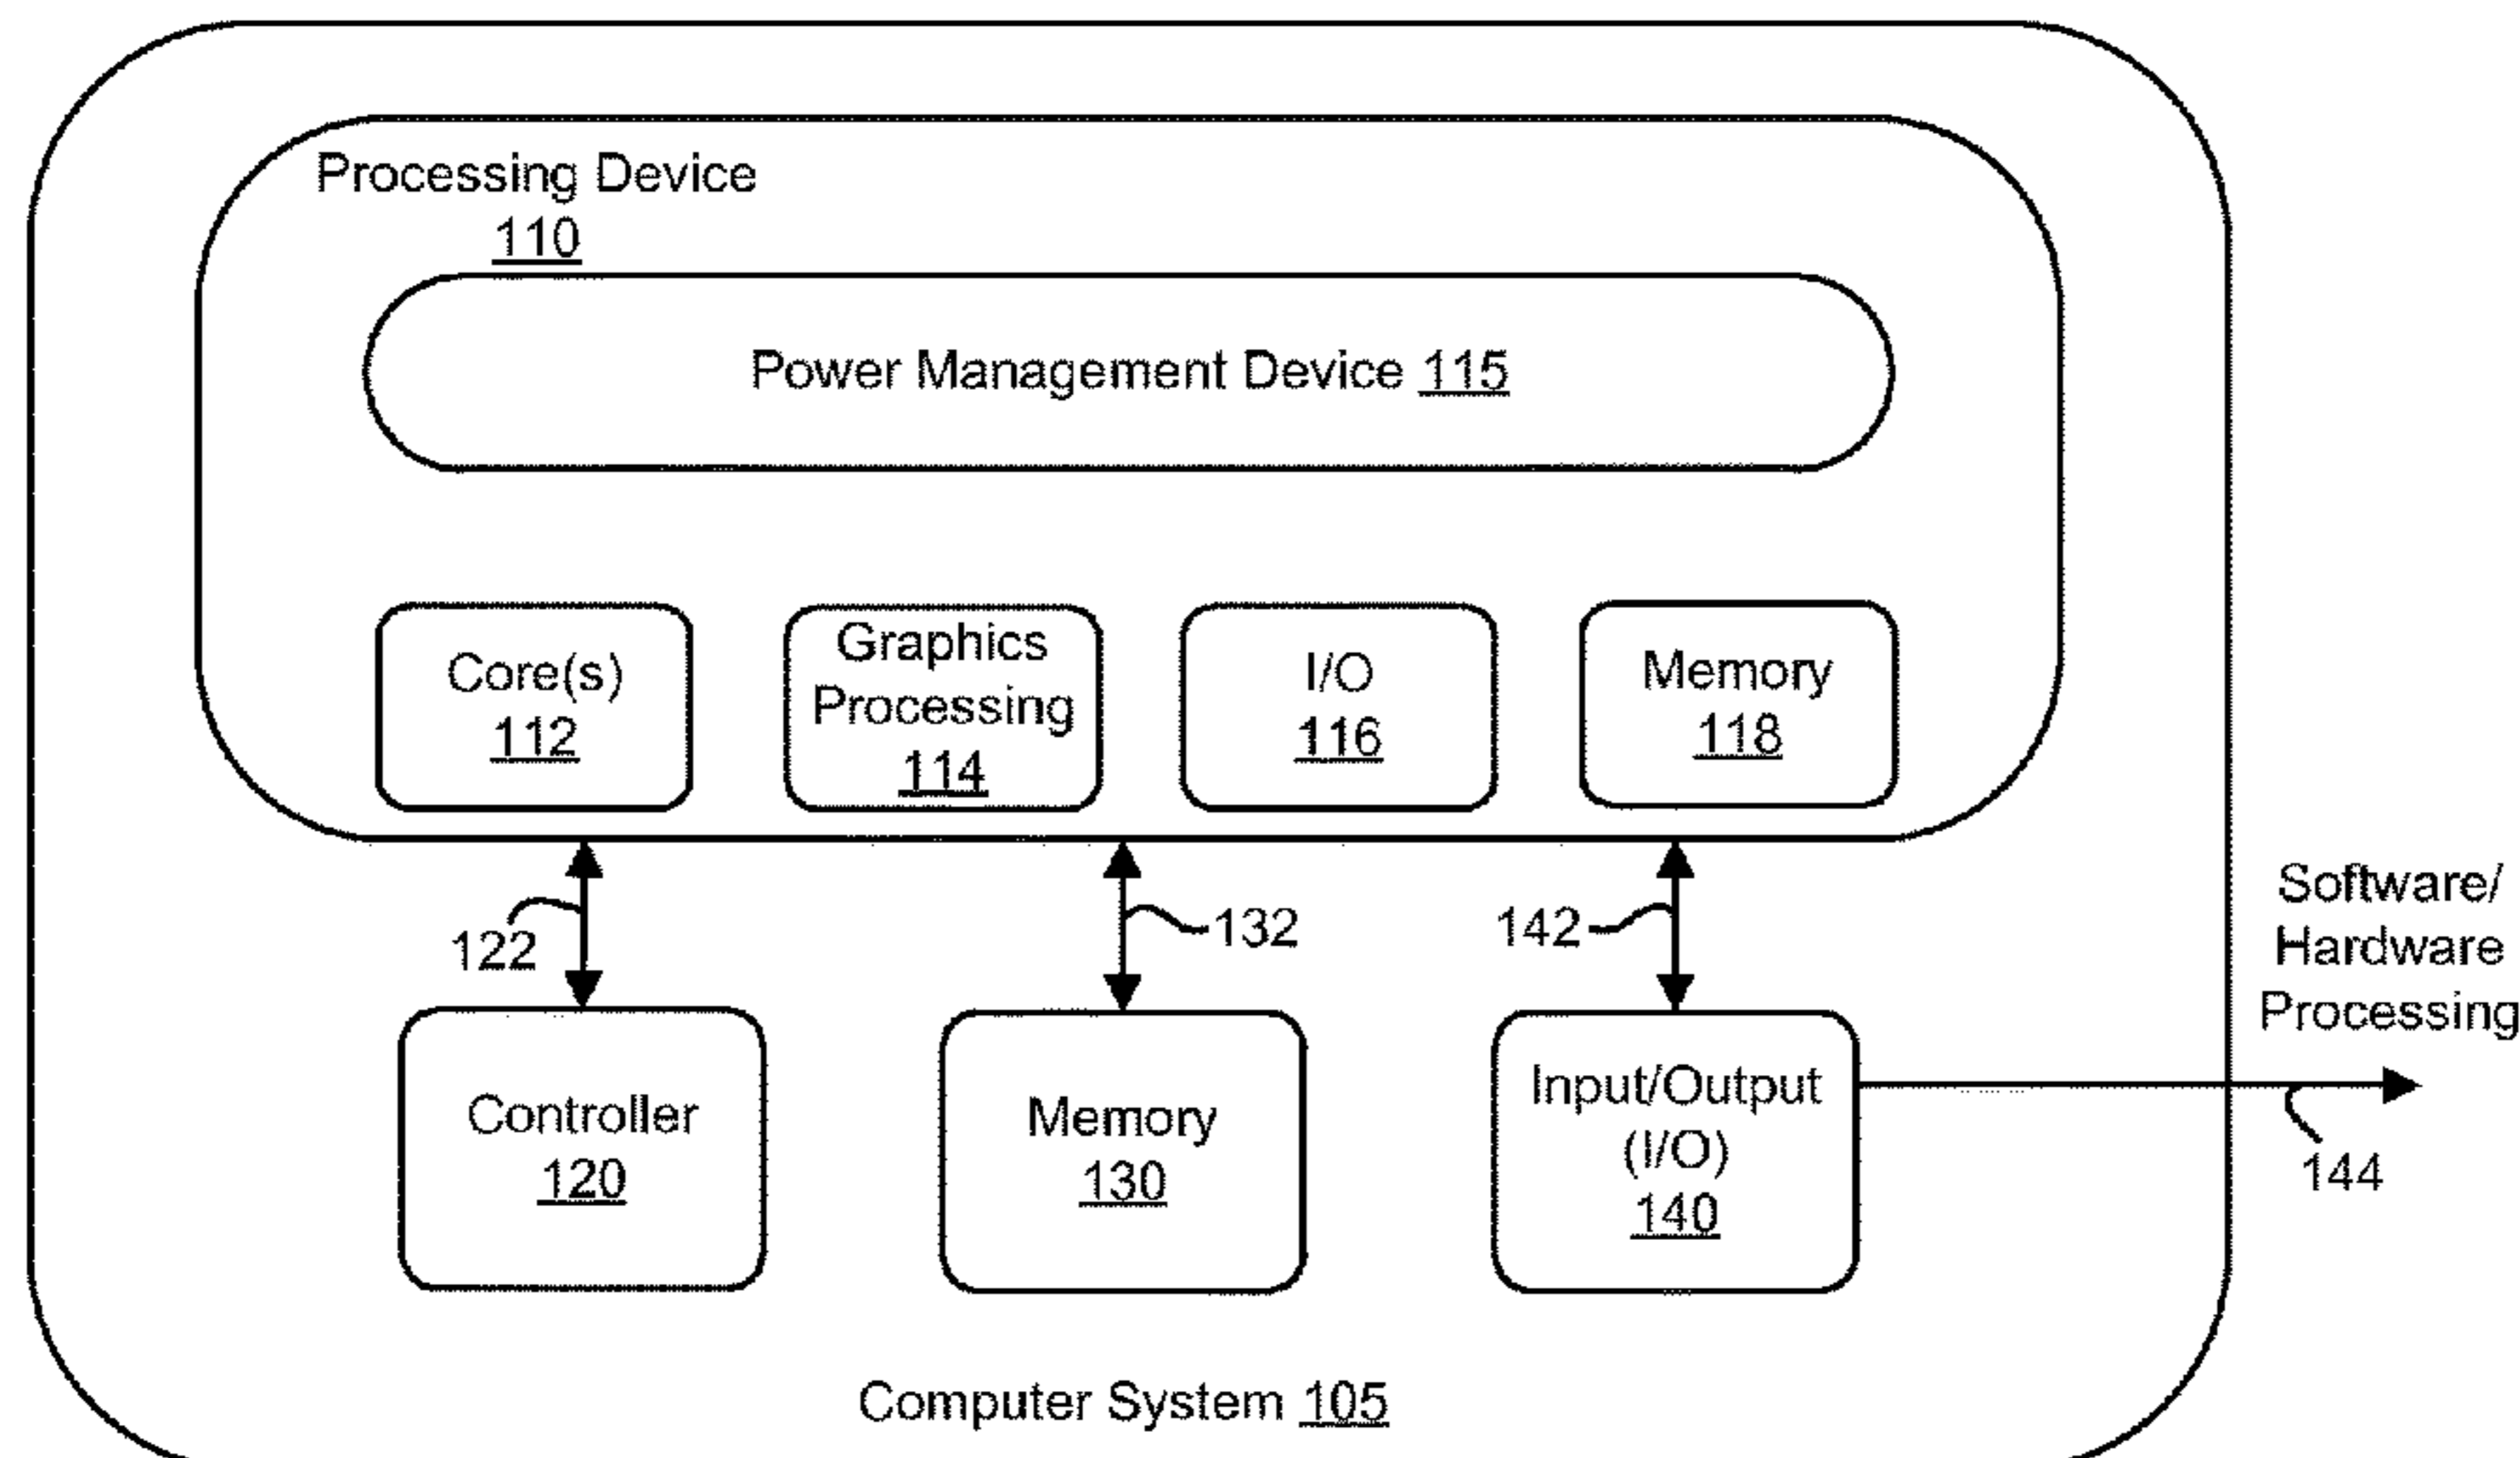 Processing Device
110
Power Management Device 115
Core(s)
112
Graphics
Processing
114
I/O
116
Memory
118
122
132
142
Software/
Hardware
Processing
Controller
120
Memory
130
Input/Output
(I/O)
140
144
Computer System 105